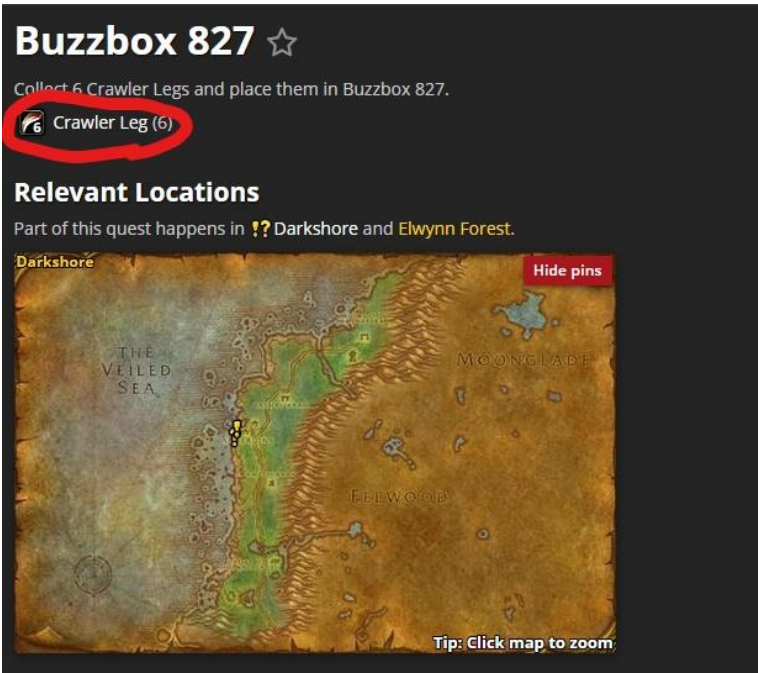 Buzzbox 827
Collect 6 Crawler Legs and place them in Buzzbox 827.
6 Crawler Leg (6)
Relevant Locations
Part of this quest happens in !? Darkshore and Elwynn Forest.
Darkshore
Hide pins
THE
VEILED
SEA
MOONGLADE
FELWOOD
Tip: Click map to zoom